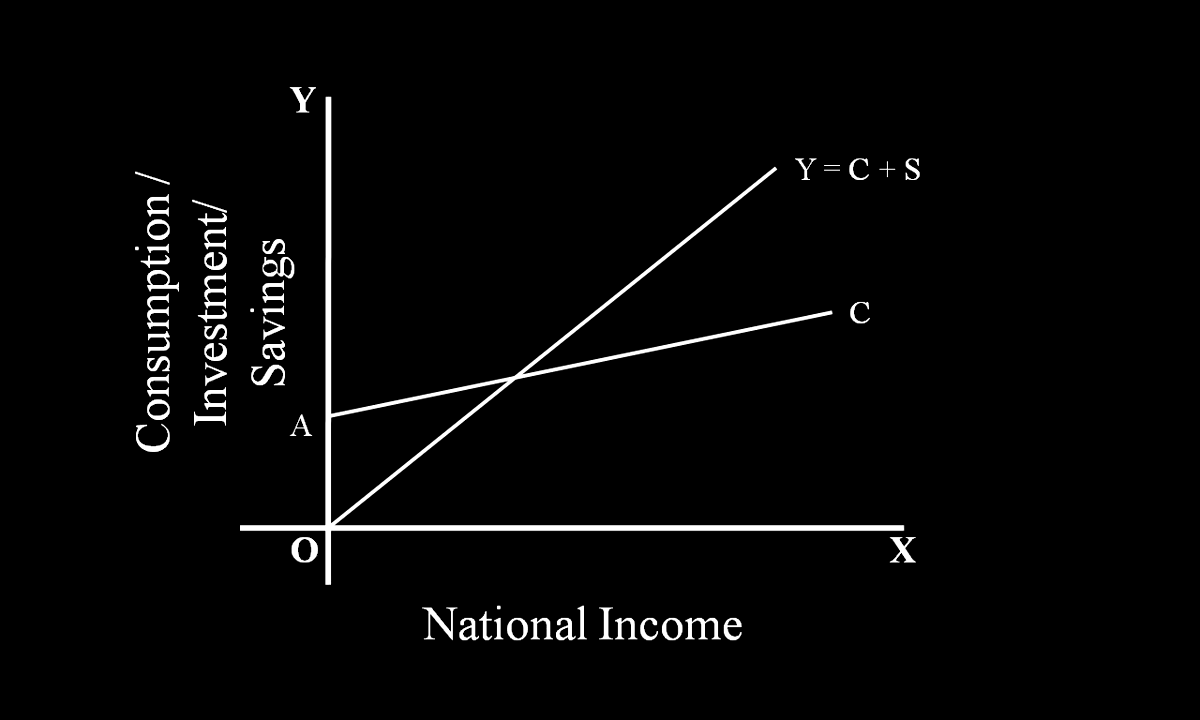 Y
Y = C + S
Consumption /
Investment/
Savings
C
A
O
X
National Income